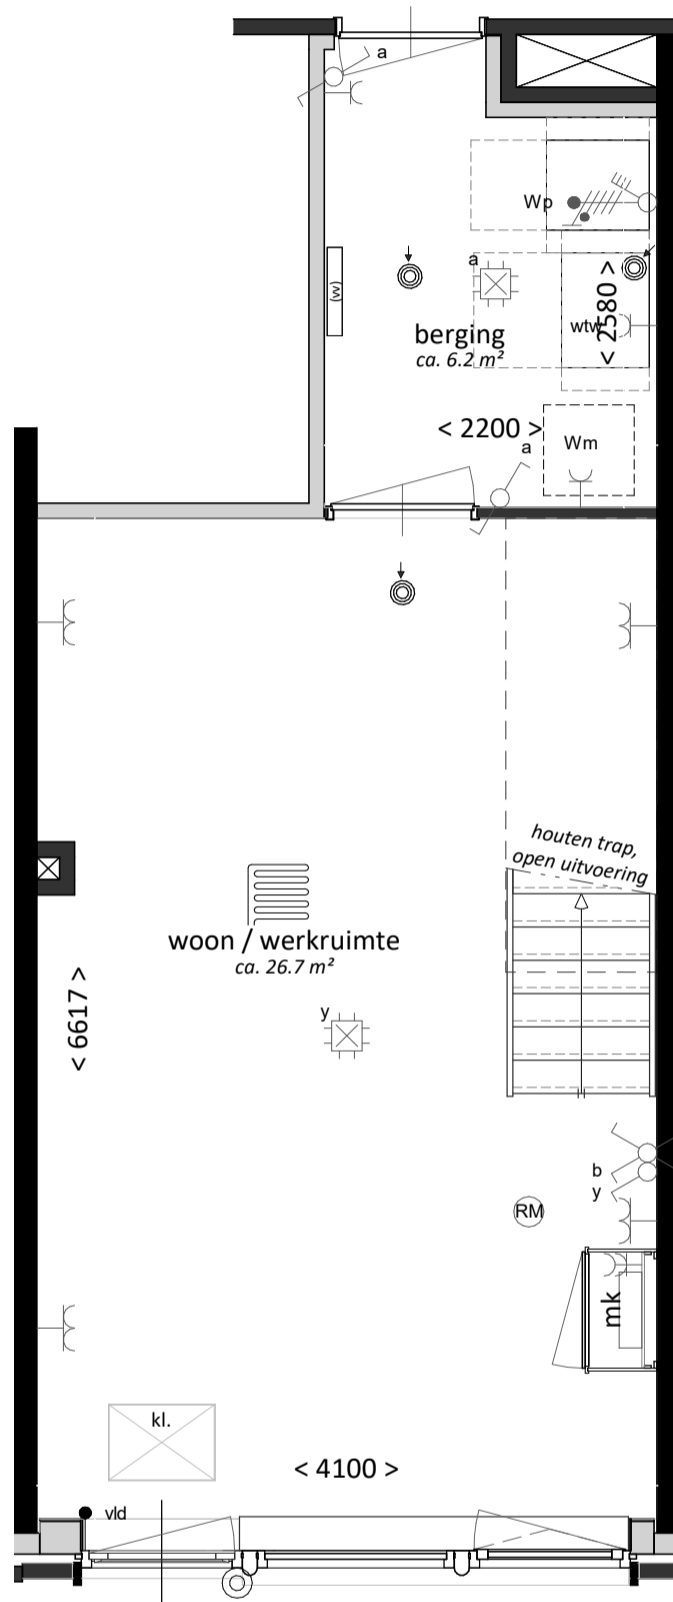 a
Wp
a
(w)
< 2580 >
wtw
berging
ca. 6.2 m²
< 2200 >
a
Wm
houten trap,
open uitvoering
woon / werkruimte
ca. 26.7 m²
< 6617 >
y
b
y
RM
mk
kl.
< 4100 >
vld